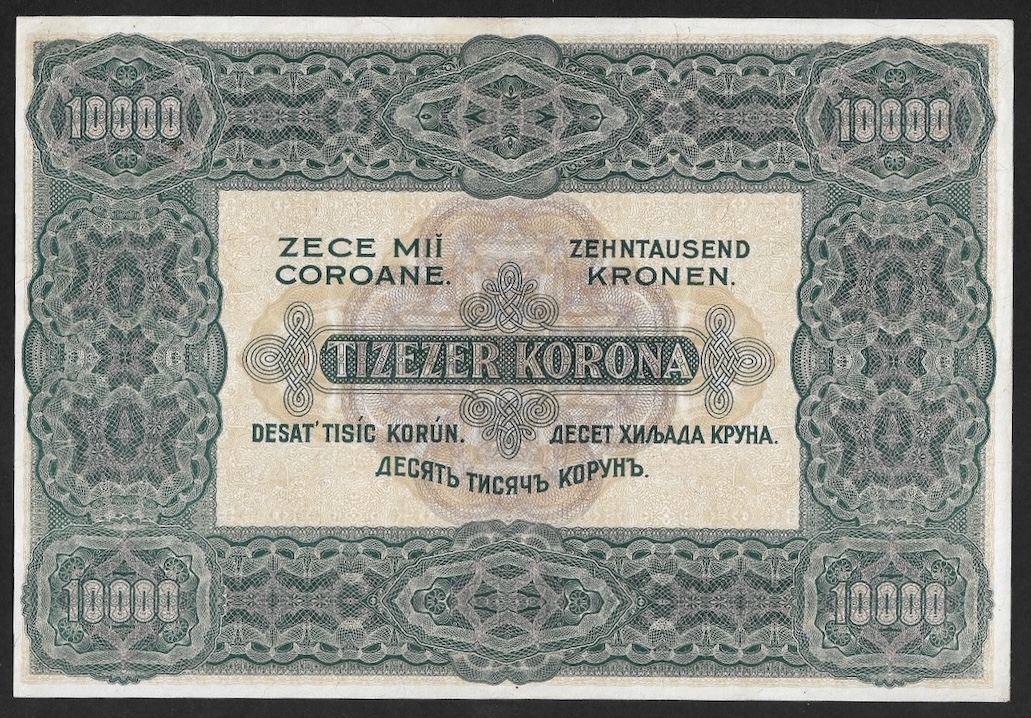 10000
10000
ZECE MIĬ
COROANE.
ZEHNTAUSEND
KRONEN.
TIZEZER KORONA
DESAT' TISÍC KORÚN.
ДЕСЕТ ХИЉАДА КРУНА.
ДЕСЯТЬ ТИСЯЧЪ КОРУНЪ.
10000
10000